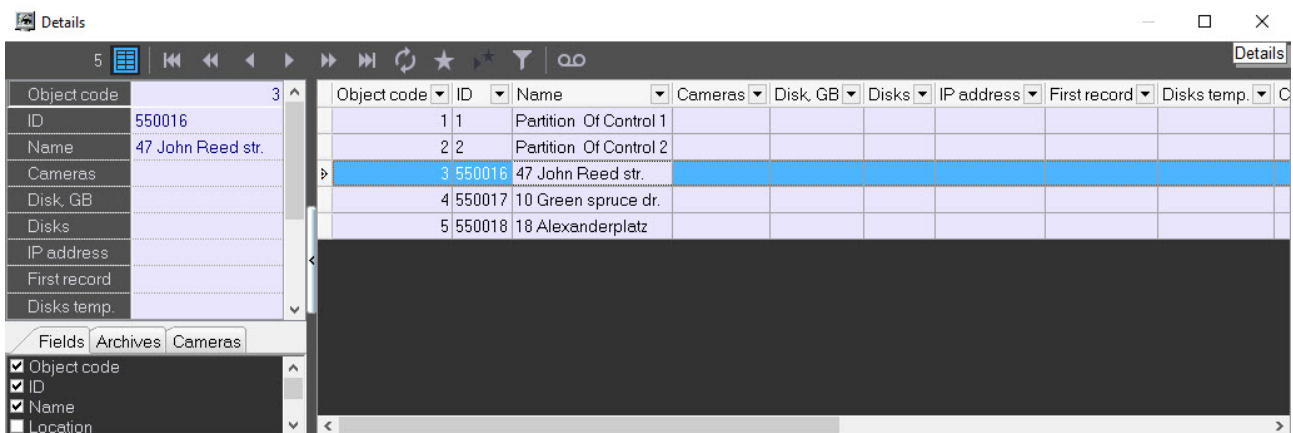 Details
5
Details
Object code 3
ID 550016
Name 47 John Reed str.
Cameras
Disk, GB
Disks
IP address
First record
Disks temp.
Fields Archives Cameras
Object code
ID
Name
Location
Object code ID Name Cameras Disk, GB Disks IP address First record Disks temp. C
1 1 Partition Of Control 1
2 2 Partition Of Control 2
3 550016 47 John Reed str.
4 550017 10 Green spruce dr.
5 550018 18 Alexanderplatz